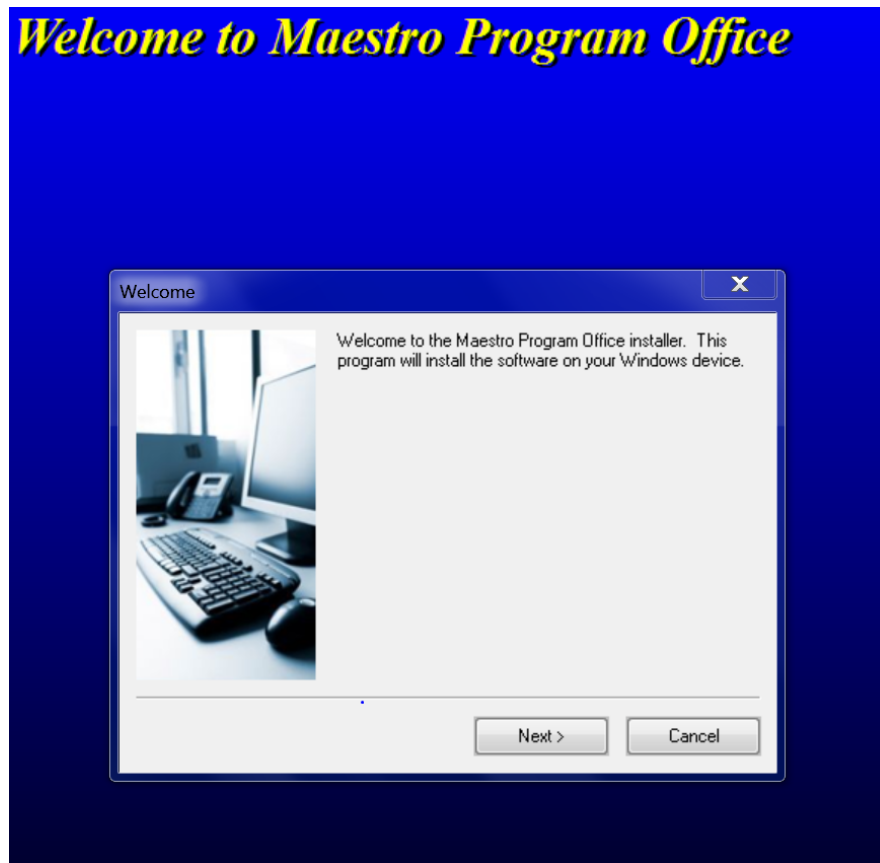 Welcome to Maestro Program Office
Welcome
X
Welcome to the Maestro Program Office installer. This
program will install the software on your Windows device.
Next >
Cancel